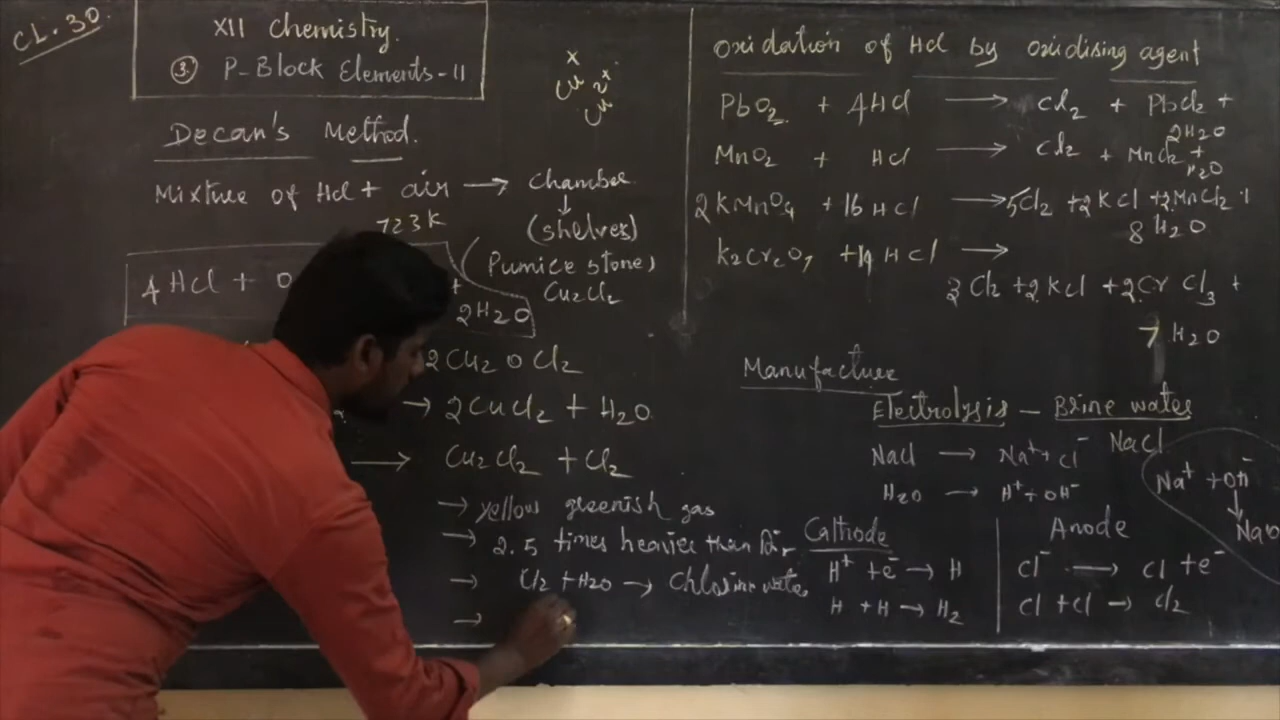 CL. 30.
XII Chemistry.
③ P-Block Elements-II
Decan's Method.
Mixture of Hcl + air → Chamber
↓
(shelves)
723K
(Pumice stone)
Cu2Cl2
4HCl + O
+
2H2O
2Cu2OCl2
→ 2CuCl2 + H2O
→ Cu2Cl2 + Cl2
→ yellow greenish gas
→ 2.5 times heavier than Air
→ Cl2 + H2O → Chlorine water
→
Oxidation of Hcl by oxidising agent
PbO2 + 4Hcl → Cl2 + Pbcl2 +
2H2O
MnO2 + Hcl → Cl2 + Mncl2 +
H2O
2KMnO4 + 16HCl → 5Cl2 + 2KCl + 2MnCl2 +
8H2O
K2Cr2O7 + 14HCl →
3Cl2 + 2KCl + 2CrCl3 +
7H2O
Manufacture
Electrolysis - Brine water
NaCl
Nacl → Na+ + Cl-
H2O → H+ + OH-
Na+ + OH-
↓
NaO
Cathode
H+ + e- → H
H + H → H2
Anode
Cl- → Cl + e-
Cl + Cl → Cl2